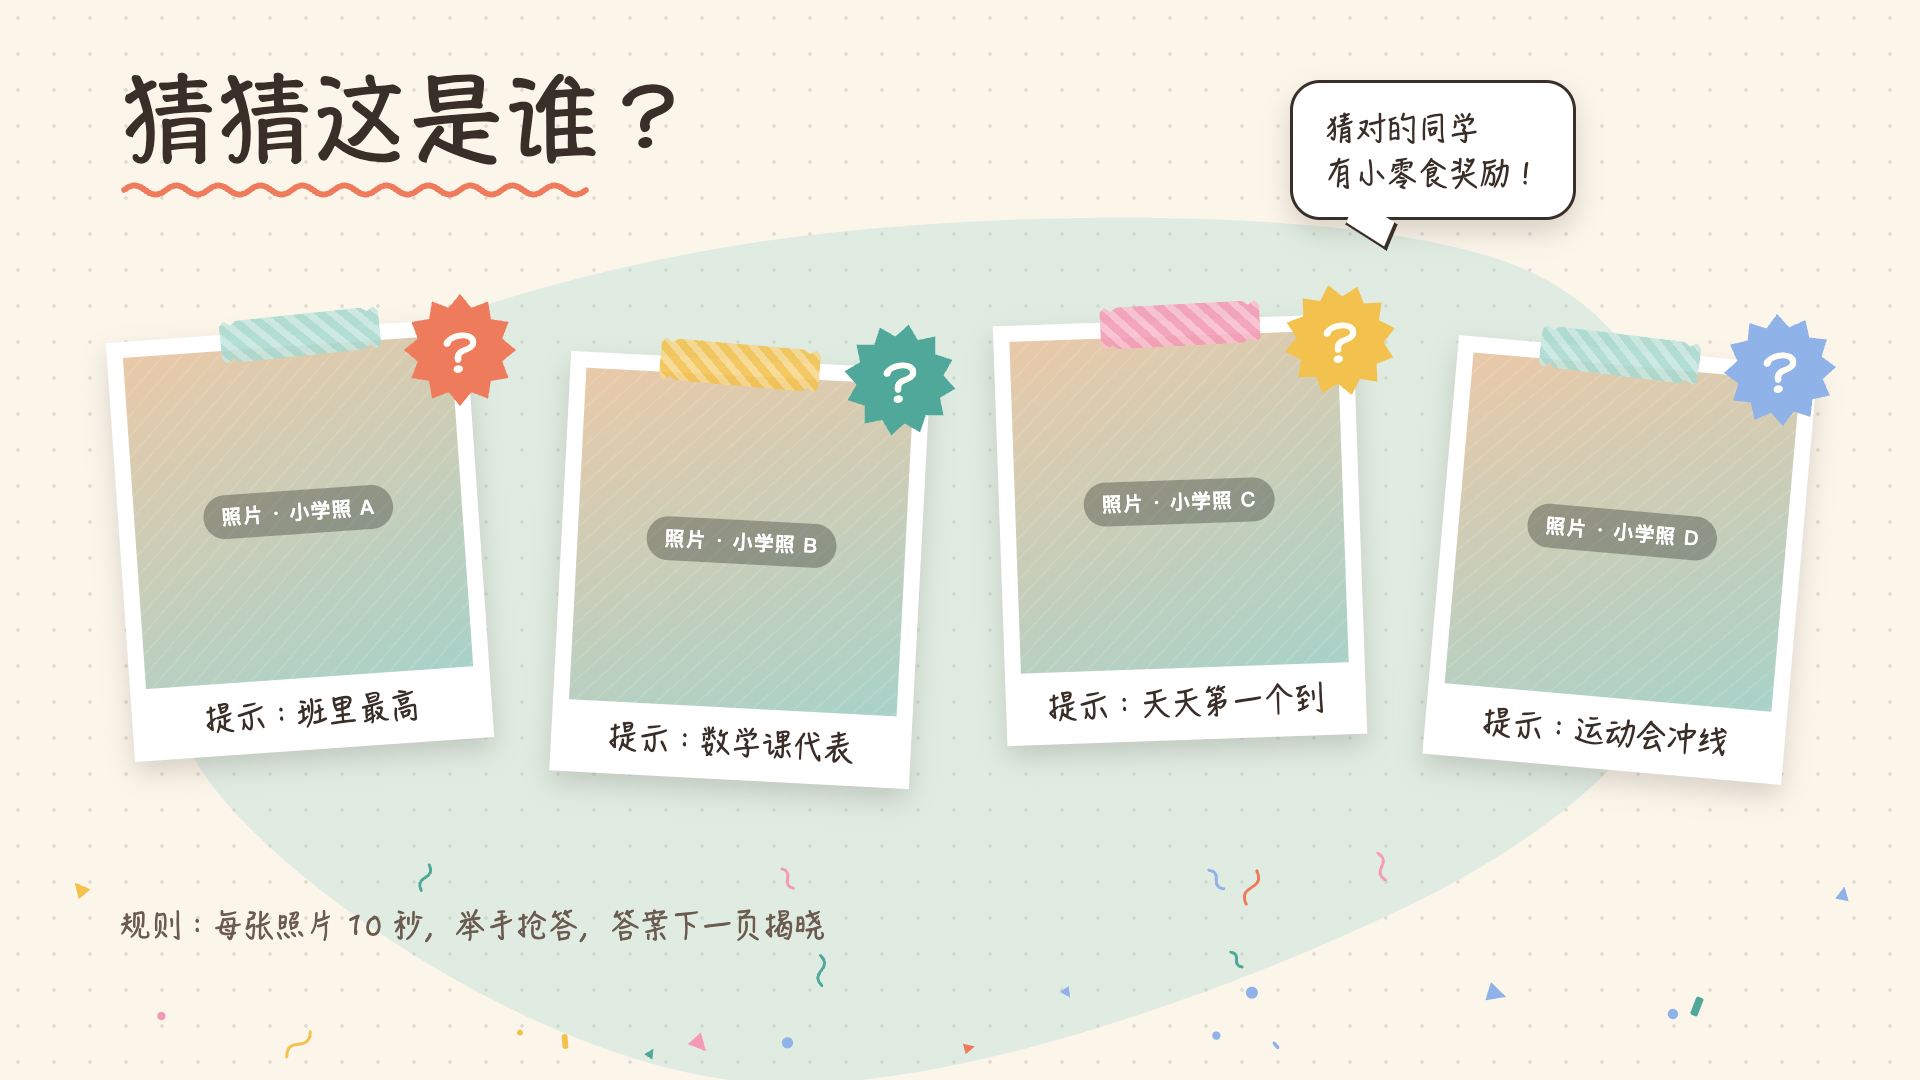 猜猜这是谁？
猜对的同学
有小零食奖励！
?
照片 · 小学照 A
提示：班里最高
?
照片 · 小学照 B
提示：数学课代表
?
照片 · 小学照 C
提示：天天第一个到
?
照片 · 小学照 D
提示：运动会冲线
规则：每张照片 10 秒，举手抢答，答案下一页揭晓